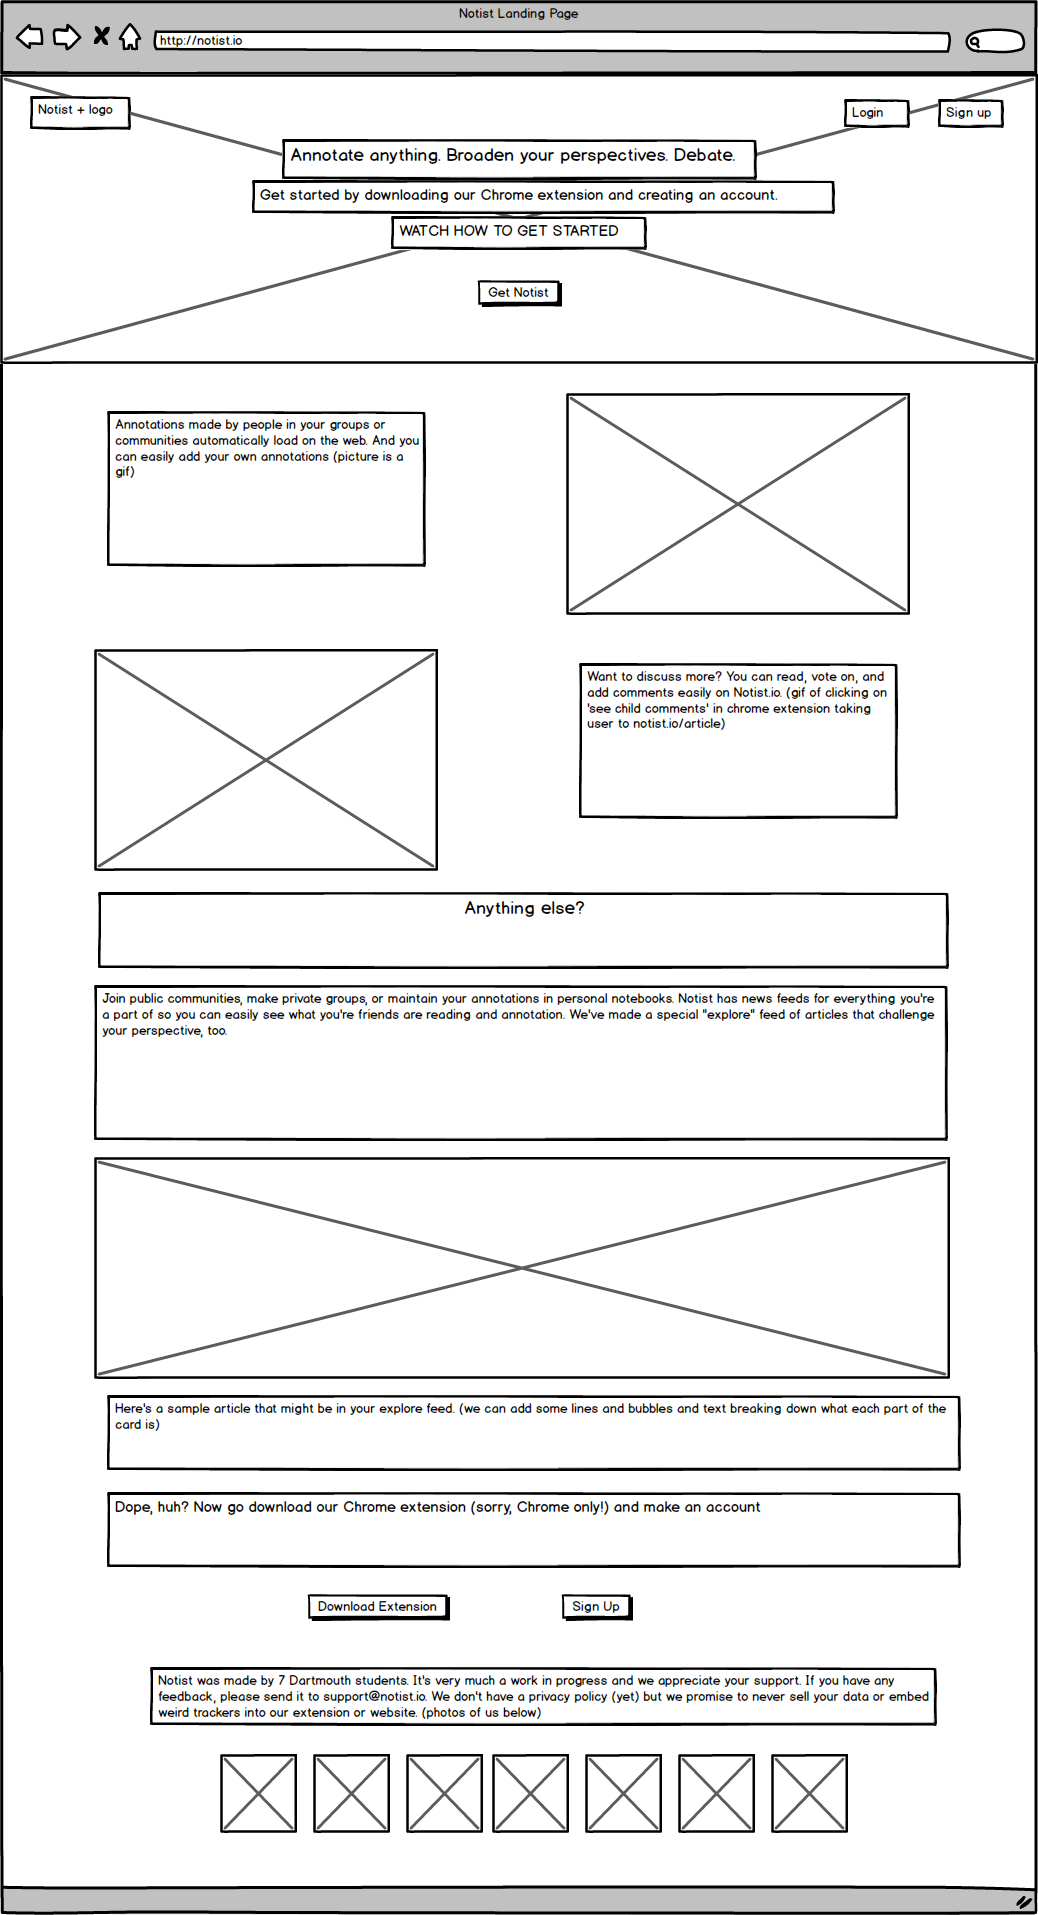 Notist Landing Page
http://notist.io
Notist + logo
Login
Sign up
Annotate anything. Broaden your perspectives. Debate.
Get started by downloading our Chrome extension and creating an account.
WATCH HOW TO GET STARTED
Get Notist
Annotations made by people in your groups or
communities automatically load on the web. And you
can easily add your own annotations (picture is a
gif)
Want to discuss more? You can read, vote on, and
add comments easily on Notist.io. (gif of clicking on
'see child comments' in chrome extension taking
user to notist.io/article)
Anything else?
Join public communities, make private groups, or maintain your annotations in personal notebooks. Notist has news feeds for everything you're
a part of so you can easily see what you're friends are reading and annotation. We've made a special "explore" feed of articles that challenge
your perspective, too.
Here's a sample article that might be in your explore feed. (we can add some lines and bubbles and text breaking down what each part of the
card is)
Dope, huh? Now go download our Chrome extension (sorry, Chrome only!) and make an account
Download Extension
Sign Up
Notist was made by 7 Dartmouth students. It's very much a work in progress and we appreciate your support. If you have any
feedback, please send it to support@notist.io. We don't have a privacy policy (yet) but we promise to never sell your data or embed
weird trackers into our extension or website. (photos of us below)